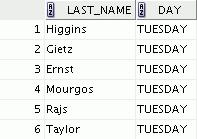 LAST_NAME DAY
1 Higgins TUESDAY
2 Gietz TUESDAY
3 Ernst TUESDAY
4 Mourgos TUESDAY
5 Rajs TUESDAY
6 Taylor TUESDAY